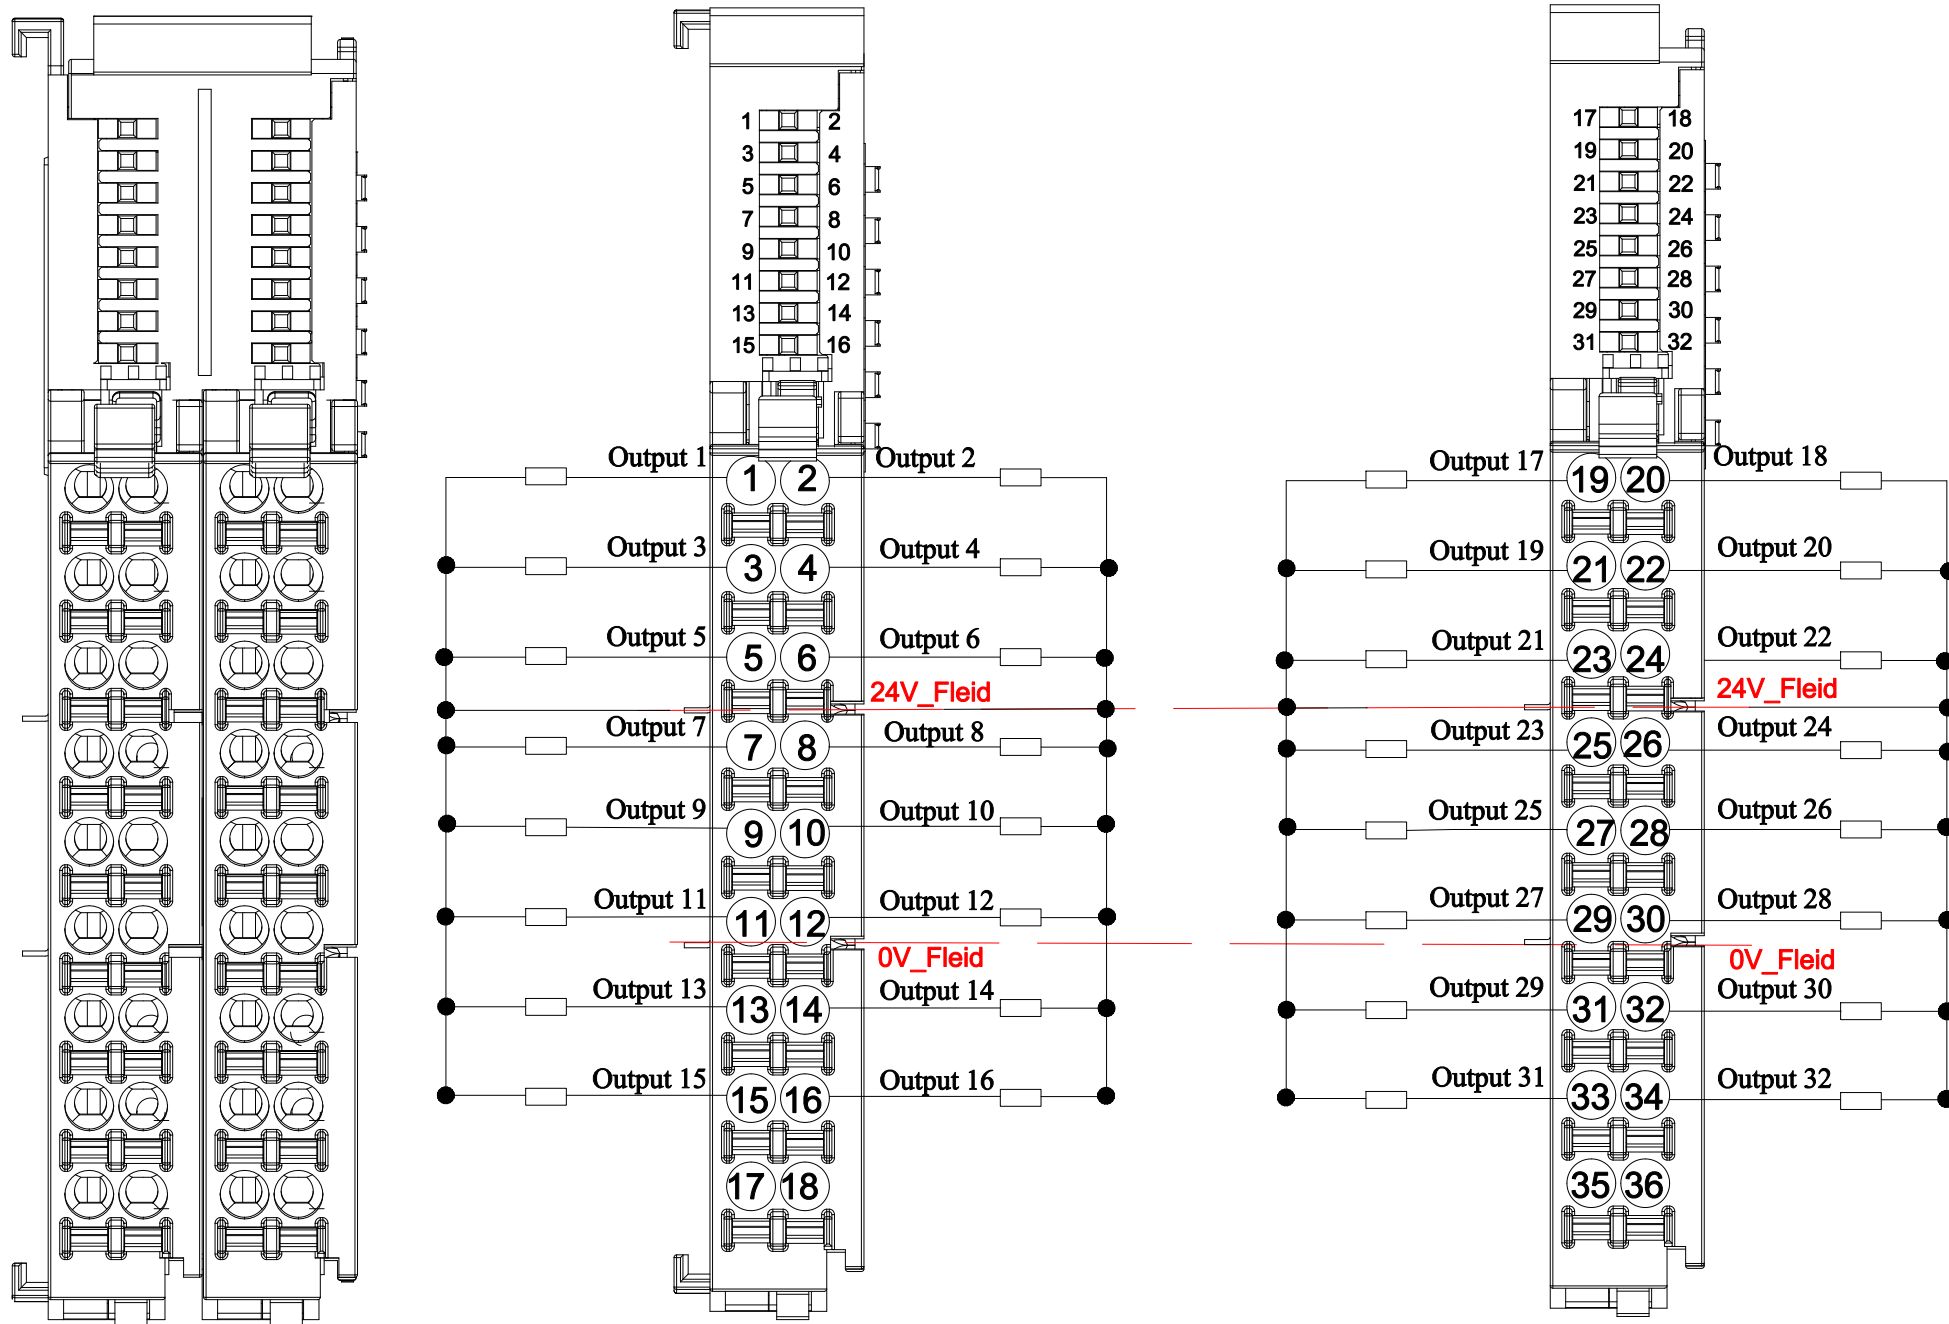 1 2 17 18
3 4 19 20
5 6 21 22
7 8 23 24
9 10 25 26
11 12 27 28
13 14 29 30
15 16 31 32
Output 1 1 2 Output 2 Output 17 19 20 Output 18
Output 3 3 4 Output 4 Output 19 21 22 Output 20
Output 5 5 6 Output 6 Output 21 23 24 Output 22
24V_Fleid 24V_Fleid
Output 7 7 8 Output 8 Output 23 25 26 Output 24
Output 9 9 10 Output 10 Output 25 27 28 Output 26
Output 11 11 12 Output 12 Output 27 29 30 Output 28
0V_Fleid 0V_Fleid
Output 13 13 14 Output 14 Output 29 31 32 Output 30
Output 15 15 16 Output 16 Output 31 33 34 Output 32
17 18 35 36